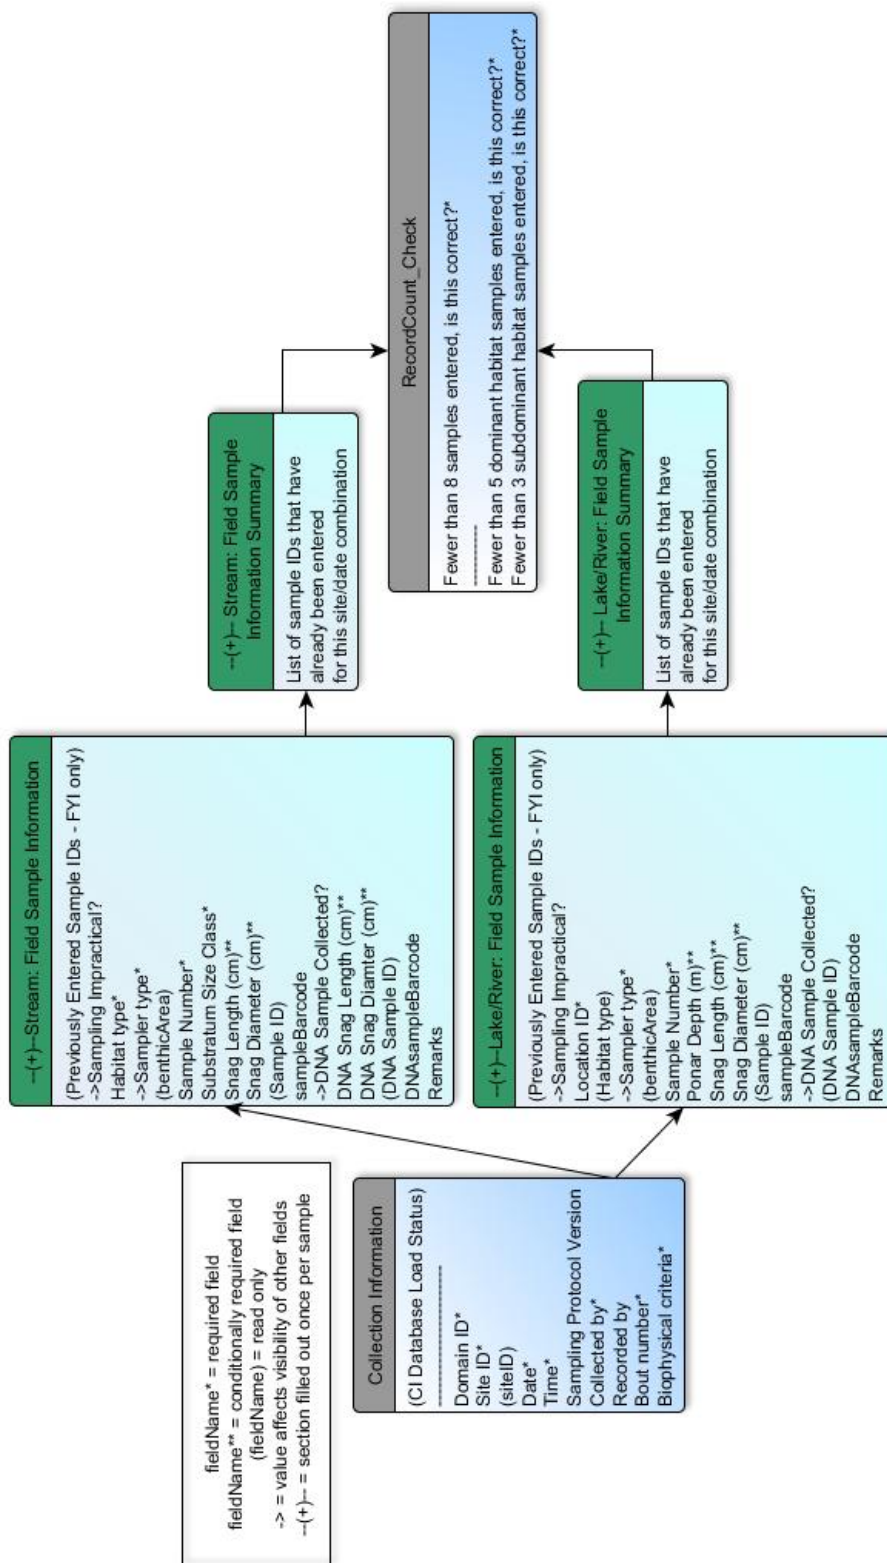 fieldName* = required field
fieldName** = conditionally required field
(fieldName) = read only
-> = value affects visibility of other fields
--(+)-- = section filled out once per sample
Collection Information
(CI Database Load Status)
--------------------
Domain ID*
Site ID*
(siteID)
Date*
Time*
Sampling Protocol Version
Collected by*
Recorded by
Bout number*
Biophysical criteria*
--(+)--Stream: Field Sample Information
(Previously Entered Sample IDs - FYI only)
->Sampling Impractical?
Habitat type*
->Sampler type*
(benthicArea)
Sample Number*
Substratum Size Class*
Snag Length (cm)**
Snag Diameter (cm)**
(Sample ID)
sampleBarcode
->DNA Sample Collected?
DNA Snag Length (cm)**
DNA Snag Diamter (cm)**
(DNA Sample ID)
DNAsampleBarcode
Remarks
--(+)--Lake/River: Field Sample Information
(Previously Entered Sample IDs - FYI only)
->Sampling Impractical?
Location ID*
(Habitat type)
->Sampler type*
(benthicArea)
Sample Number*
Ponar Depth (m)**
Snag Length (cm)**
Snag Diameter (cm)**
(Sample ID)
sampleBarcode
->DNA Sample Collected?
(DNA Sample ID)
DNAsampleBarcode
Remarks
--(+)-- Stream: Field Sample
Information Summary
List of sample IDs that have
already been entered
for this site/date combination
--(+)-- Lake/River: Field Sample
Information Summary
List of sample IDs that have
already been entered
for this site/date combination
RecordCount_Check
Fewer than 8 samples entered, is this correct?*
--------------------
Fewer than 5 dominant habitat samples entered, is this correct?*
Fewer than 3 subdominant habitat samples entered, is this correct?*